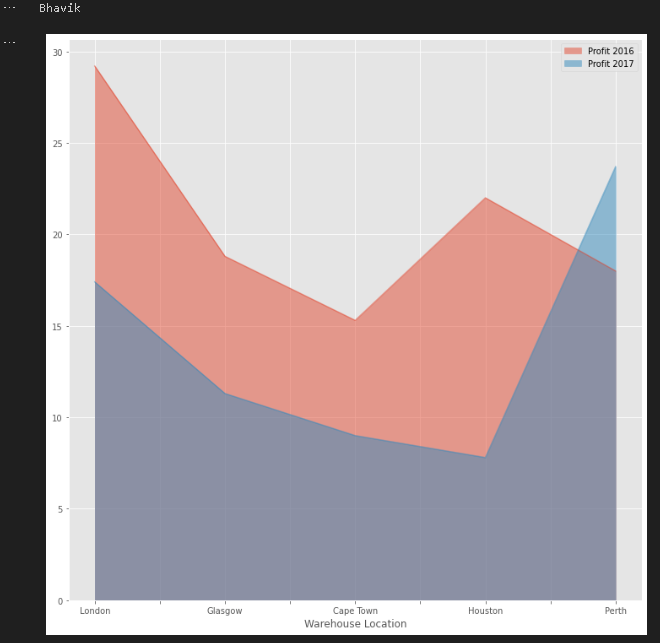 Bhavik
Profit 2016
Profit 2017
30
25
20
15
10
5
0
London Glasgow Cape Town Houston Perth
Warehouse Location